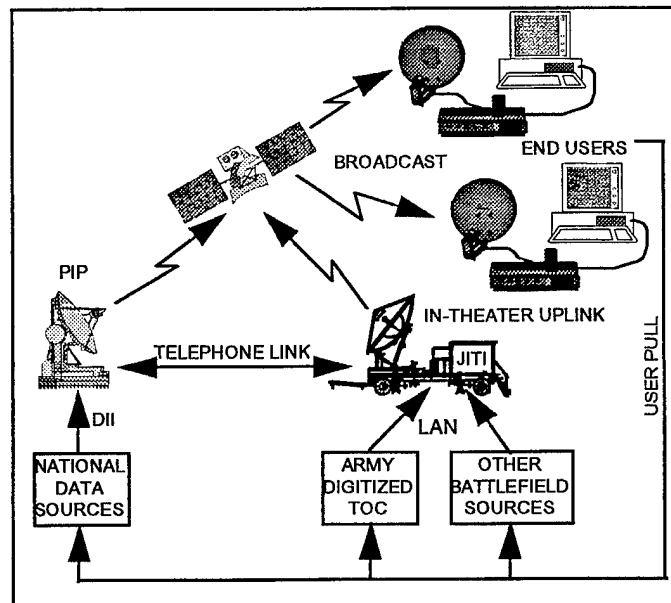 END USERS
BROADCAST
PIP
IN-THEATER UPLINK
TELEPHONE LINK
JITI
USER PULL
DII
LAN
NATIONAL
DATA
SOURCES
ARMY
DIGITIZED
TOC
OTHER
BATTLEFIELD
SOURCES